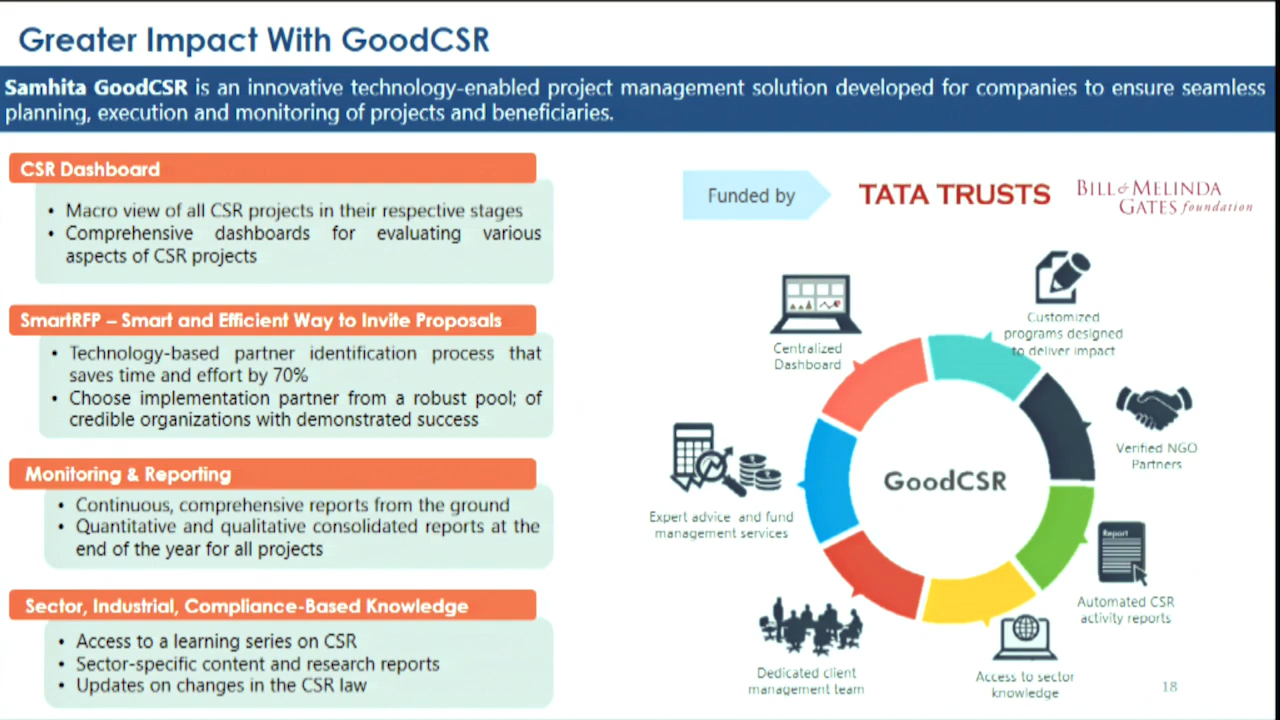 Greater Impact With GoodCSR
Samhita GoodCSR is an innovative technology-enabled project management solution developed for companies to ensure seamless
planning, execution and monitoring of projects and beneficiaries.
CSR Dashboard
• Macro view of all CSR projects in their respective stages
• Comprehensive dashboards for evaluating various
aspects of CSR projects
SmartRFP – Smart and Efficient Way to Invite Proposals
• Technology-based partner identification process that
saves time and effort by 70%
• Choose implementation partner from a robust pool; of
credible organizations with demonstrated success
Monitoring & Reporting
• Continuous, comprehensive reports from the ground
• Quantitative and qualitative consolidated reports at the
end of the year for all projects
Sector, Industrial, Compliance-Based Knowledge
• Access to a learning series on CSR
• Sector-specific content and research reports
• Updates on changes in the CSR law
Funded by
TATA TRUSTS
BILL & MELINDA
GATES foundation
Centralized
Dashboard
Customized
programs designed
to deliver impact
Verified NGO
Partners
Report
Automated CSR
activity reports
Access to sector
knowledge
Dedicated client
management team
Expert advice and fund
management services
GoodCSR
18